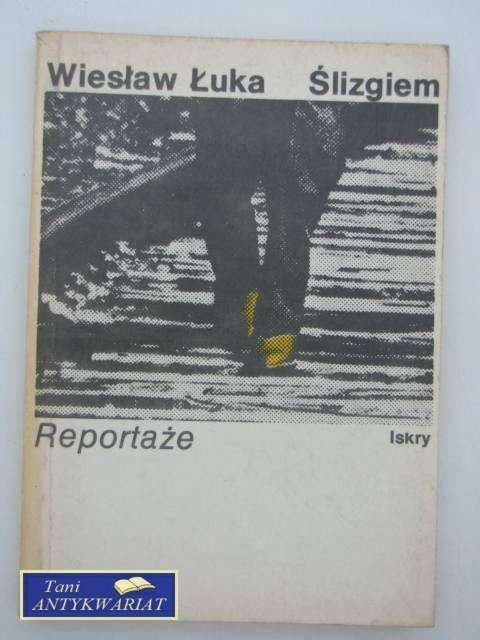 Wiesław Łuka Ślizgiem
Reportaże
Iskry
Tani
ANTYKWARIAT